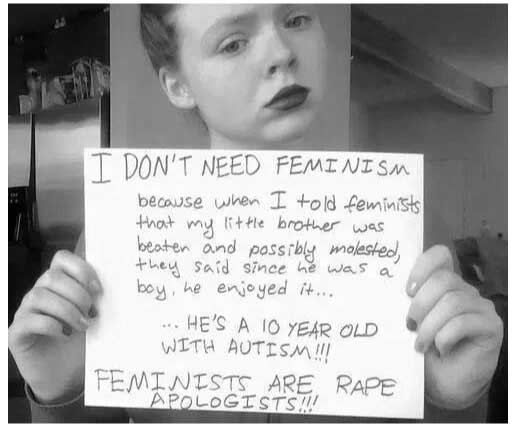 I DON'T NEED FEMINISM
because when I told feminists
that my little brother was
beaten and possibly molested,
they said since he was a
boy, he enjoyed it...
... HE'S A 10 YEAR OLD
WITH AUTISM!!!
FEMINISTS ARE RAPE
APOLOGISTS!!!